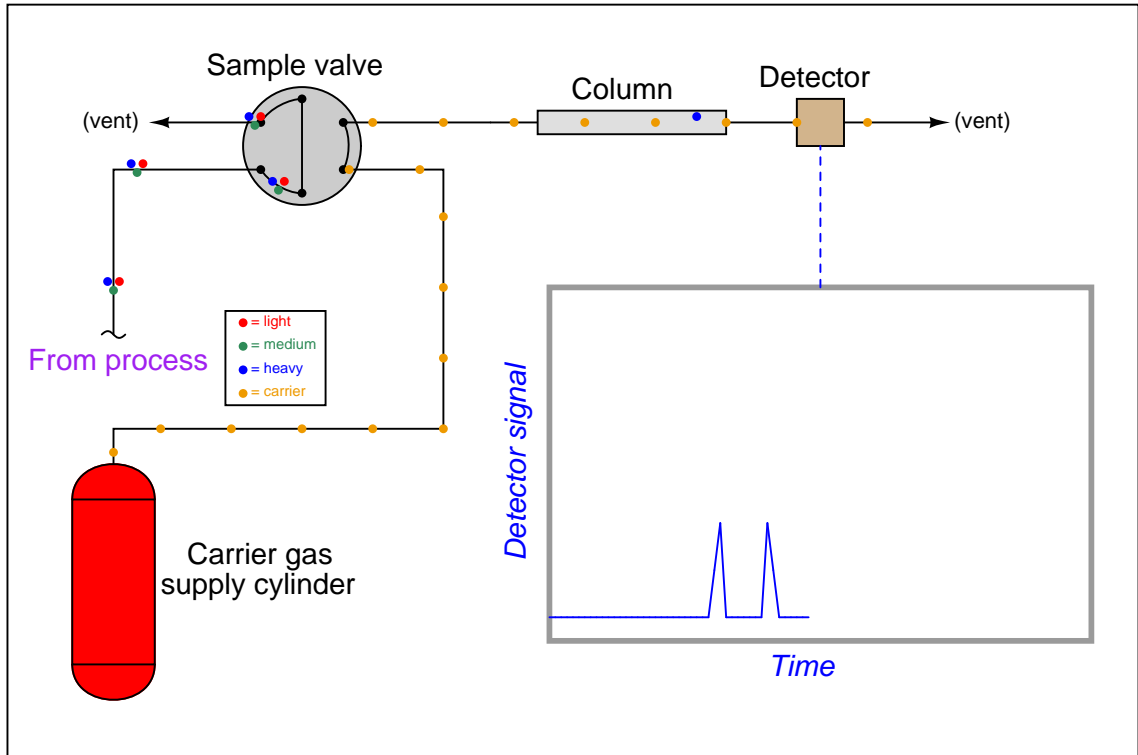 Sample valve
Column
Detector
(vent)
(vent)
= light
= medium
= heavy
= carrier
From process
Detector signal
Carrier gas
supply cylinder
Time